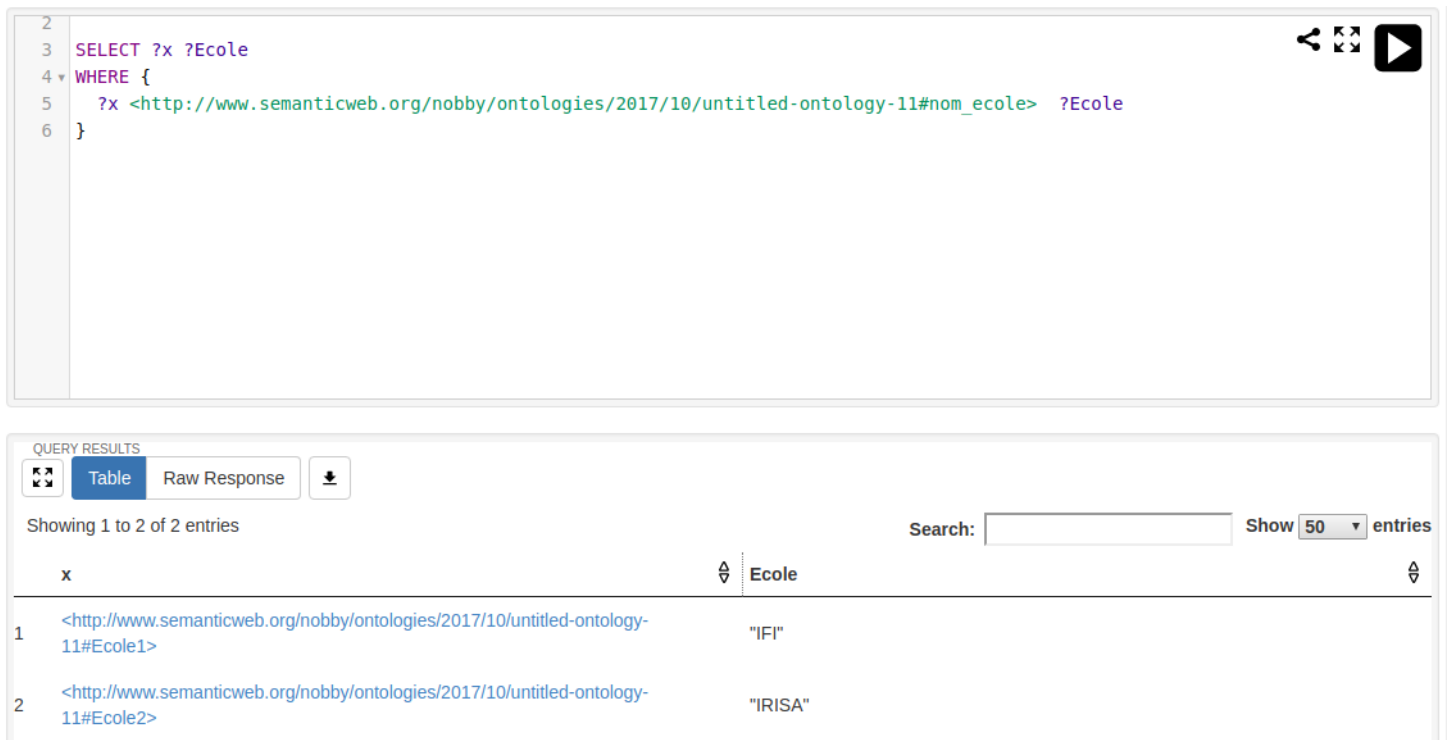 2
3 SELECT ?x ?Ecole
4 WHERE {
5 ?x <http://www.semanticweb.org/nobby/ontologies/2017/10/untitled-ontology-11#nom_ecole> ?Ecole
6 }
QUERY RESULTS
Table Raw Response
Showing 1 to 2 of 2 entries Search: Show 50 entries
x Ecole
<http://www.semanticweb.org/nobby/ontologies/2017/10/untitled-ontology-
1 "IFI"
11#Ecole1>
<http://www.semanticweb.org/nobby/ontologies/2017/10/untitled-ontology-
2 "IRISA"
11#Ecole2>